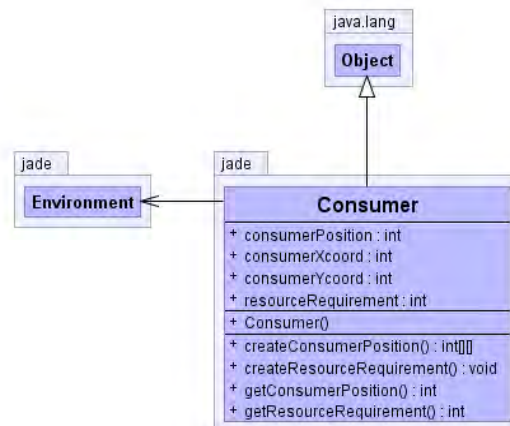 java.lang
Object
jade
Environment
jade
Consumer
+ consumerPosition : int
+ consumerXcoord : int
+ consumerYcoord : int
+ resourceRequirement : int
+ Consumer()
+ createConsumerPosition() : int[][]
+ createResourceRequirement() : void
+ getConsumerPosition() : int
+ getResourceRequirement() : int